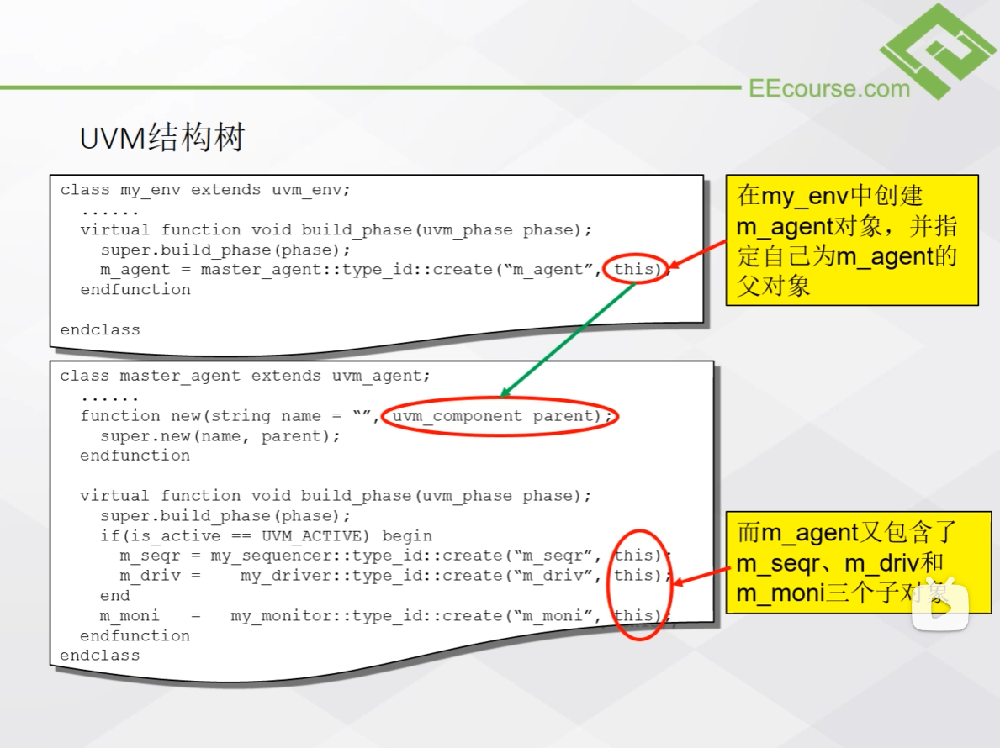 EEcourse.com
UVM结构树
class my_env extends uvm_env;
......
virtual function void build_phase(uvm_phase phase);
super.build_phase(phase);
m_agent = master_agent::type_id::create(“m_agent”, this);
endfunction
endclass
在my_env中创建
m_agent对象，并指
定自己为m_agent的
父对象
class master_agent extends uvm_agent;
......
function new(string name = “”, uvm_component parent);
super.new(name, parent);
endfunction
virtual function void build_phase(uvm_phase phase);
super.build_phase(phase);
if(is_active == UVM_ACTIVE) begin
m_seqr = my_sequencer::type_id::create(“m_seqr”, this);
m_driv = my_driver::type_id::create(“m_driv”, this);
end
m_moni = my_monitor::type_id::create(“m_moni”, this);
endfunction
endclass
而m_agent又包含了
m_seqr、m_driv和
m_moni三个子对象